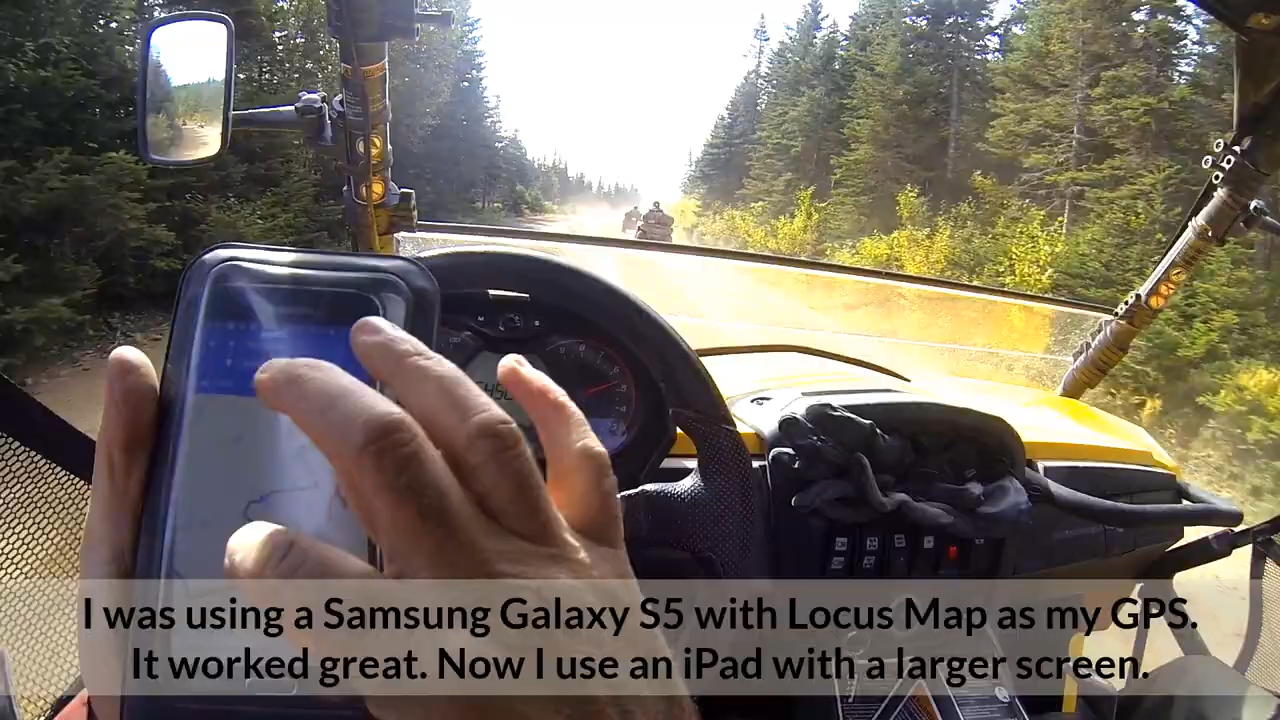 I was using a Samsung Galaxy S5 with Locus Map as my GPS.
It worked great. Now I use an iPad with a larger screen.